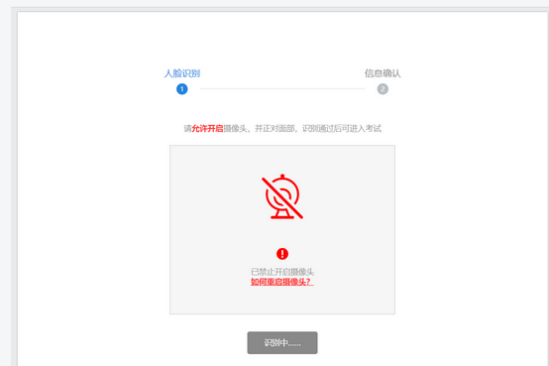 人脸识别
信息确认
1
2
请允许开启摄像头，并正对面部，识别通过后可进入考试
已禁止开启摄像头
如何重启摄像头?
识别中......